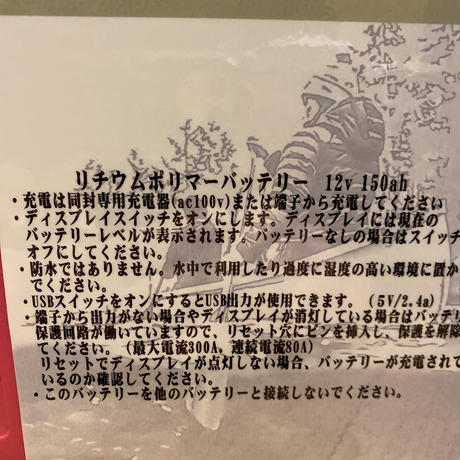 リチウムポリマーバッテリー 12v 150ah
・充電は同封専用充電器(ac100v)または端子から充電してください
・ディスプレイスイッチをオンにします。ディスプレイには現在の
バッテリーレベルが表示されます。バッテリーなしの場合はスイッチ
オフにしてください。
・防水ではありません。水中で利用したり過度に湿度の高い環境に置か
でください。
・USBスイッチをオンにするとUSB出力が使用できます。(5V/2.4a)
・端子から出力がない場合やディスプレイが消灯している場合はバッテ
保護回路が働いていますので、リセット穴にピンを挿入し、保護を解除
てください。(最大電流300A、連続電流80A)
リセットでディスプレイが点灯しない場合、バッテリーが充電されて
いるのか確認してください。
・このバッテリーを他のバッテリーと接続しないでください。